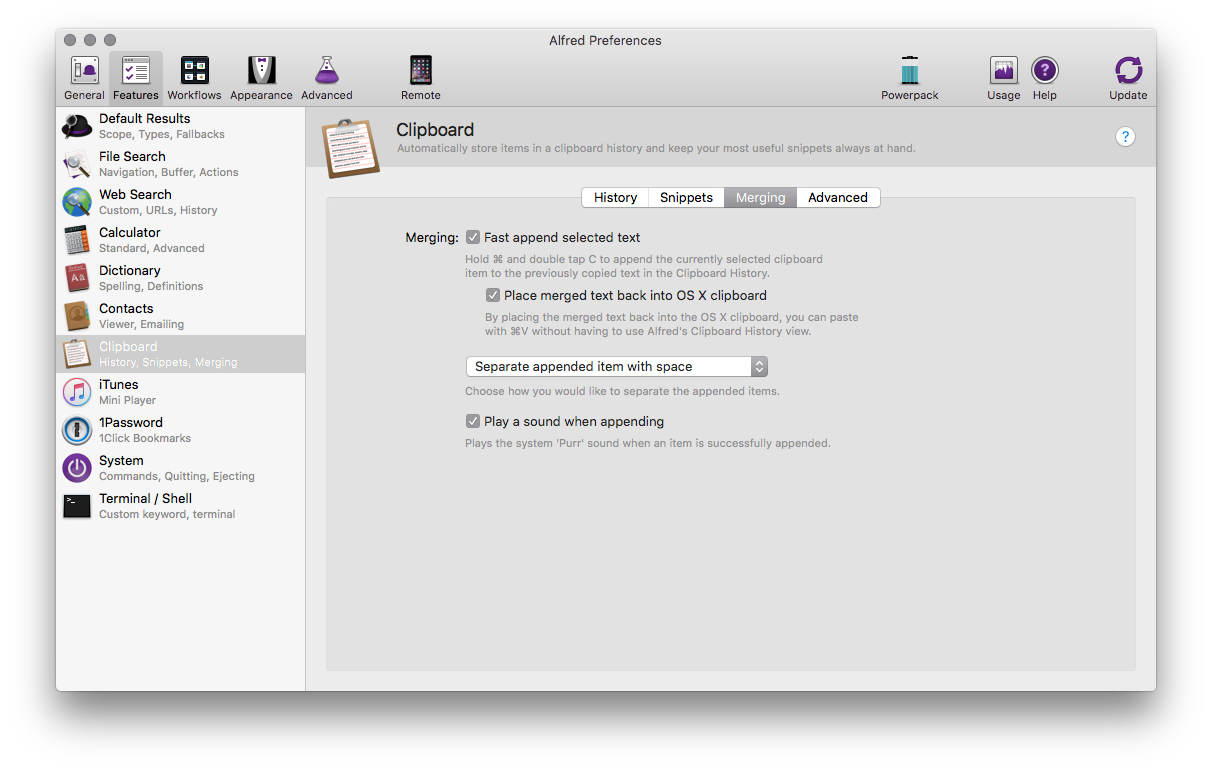 Alfred Preferences
General Features Workflows Appearance Advanced Remote Powerpack Usage Help Update
Default Results
Scope, Types, Fallbacks
File Search
Navigation, Buffer, Actions
Web Search
Custom, URLs, History
Calculator
Standard, Advanced
Dictionary
Spelling, Definitions
Contacts
Viewer, Emailing
Clipboard
History, Snippets, Merging
iTunes
Mini Player
1Password
1Click Bookmarks
System
Commands, Quitting, Ejecting
Terminal / Shell
Custom keyword, terminal
Clipboard
Automatically store items in a clipboard history and keep your most useful snippets always at hand.
?
History Snippets Merging Advanced
Merging: Fast append selected text
Hold ⌘ and double tap C to append the currently selected clipboard
item to the previously copied text in the Clipboard History.
Place merged text back into OS X clipboard
By placing the merged text back into the OS X clipboard, you can paste
with ⌘V without having to use Alfred's Clipboard History view.
Separate appended item with space
Choose how you would like to separate the appended items.
Play a sound when appending
Plays the system 'Purr' sound when an item is successfully appended.